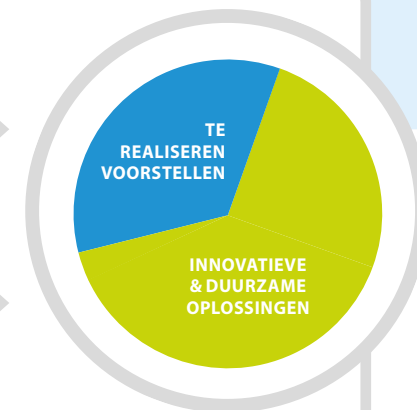 TE
REALISEREN
VOORSTELLEN
INNOVATIEVE
& DUURZAME
OPLOSSINGEN